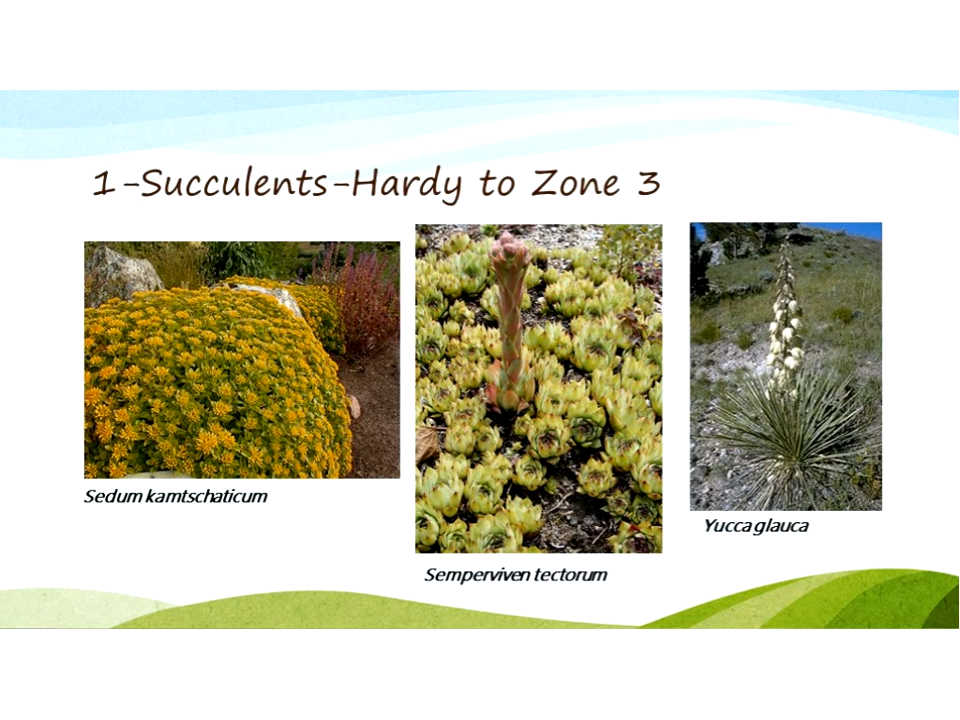 1-Succulents-Hardy to Zone 3
Sedum kamtschaticum
Yucca glauca
Semperviven tectorum